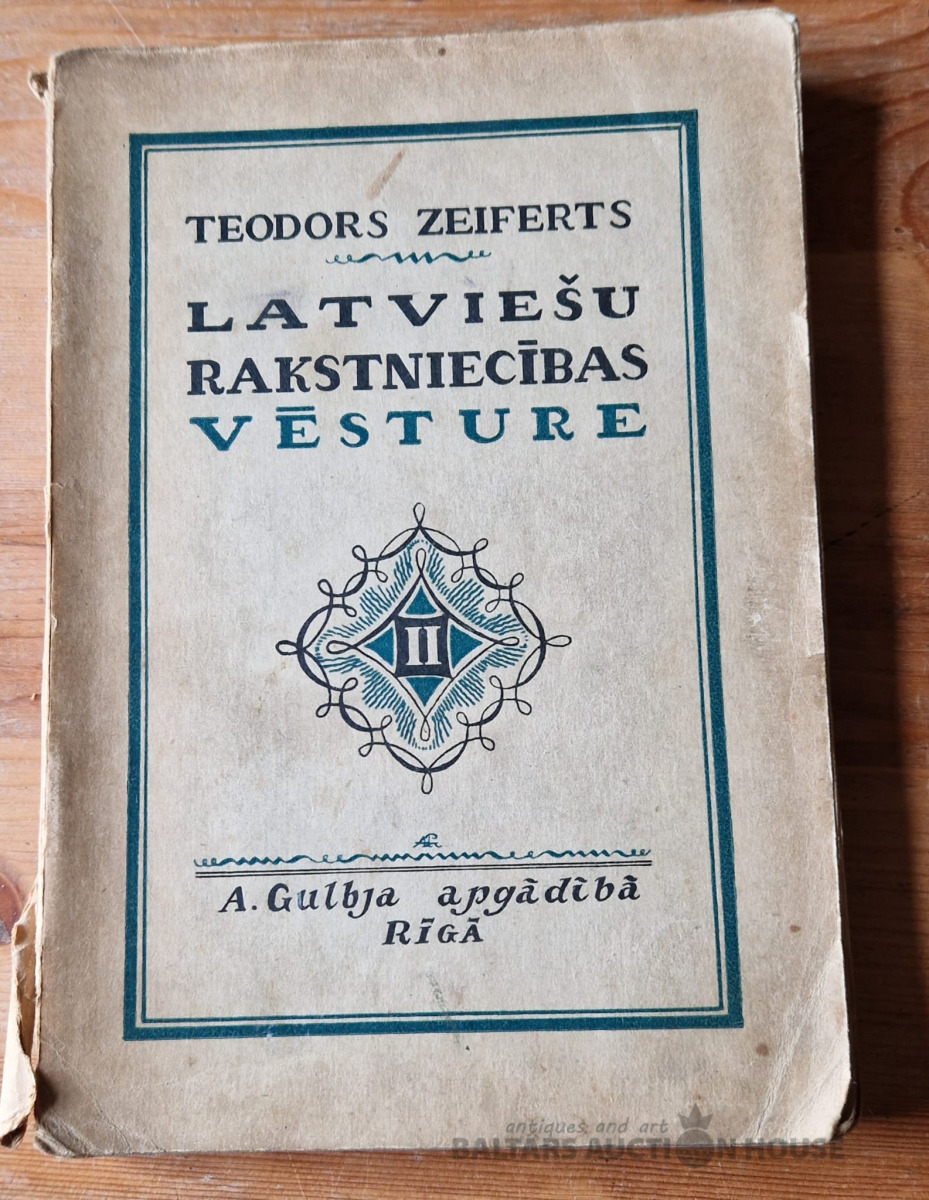 TEODORS ZEIFERTS
LATVIEŠU
RAKSTNIECĪBAS
VĒSTURE
II
A. Gulbja apgādībā
RĪGĀ
antiques and art
BALTARS AUCTION HOUSE